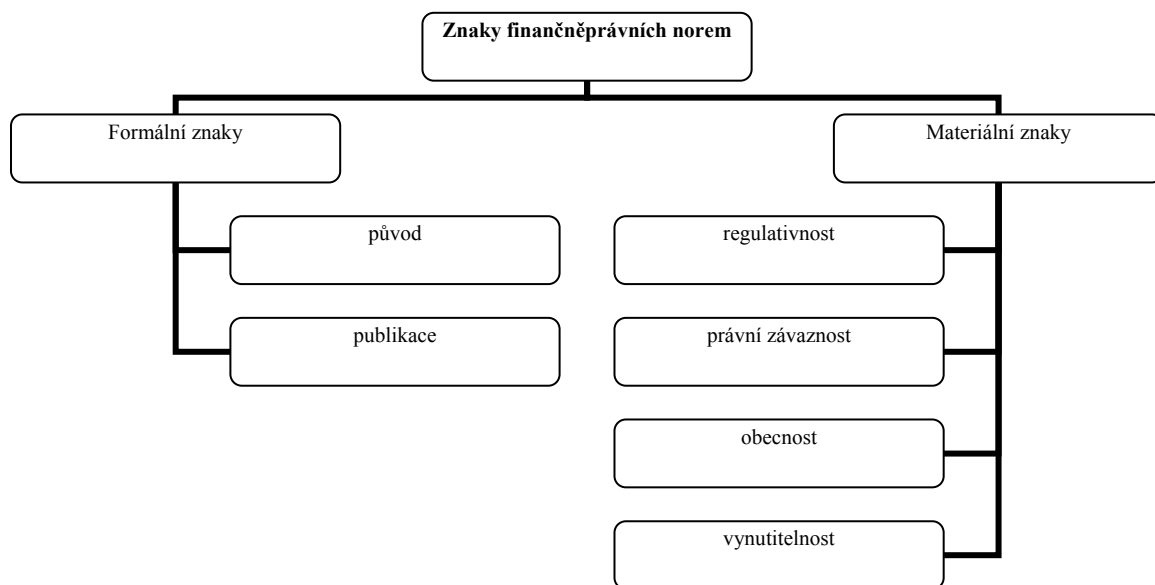 Znaky finančněprávních norem
Formální znaky
Materiální znaky
původ
regulativnost
publikace
právní závaznost
obecnost
vynutitelnost